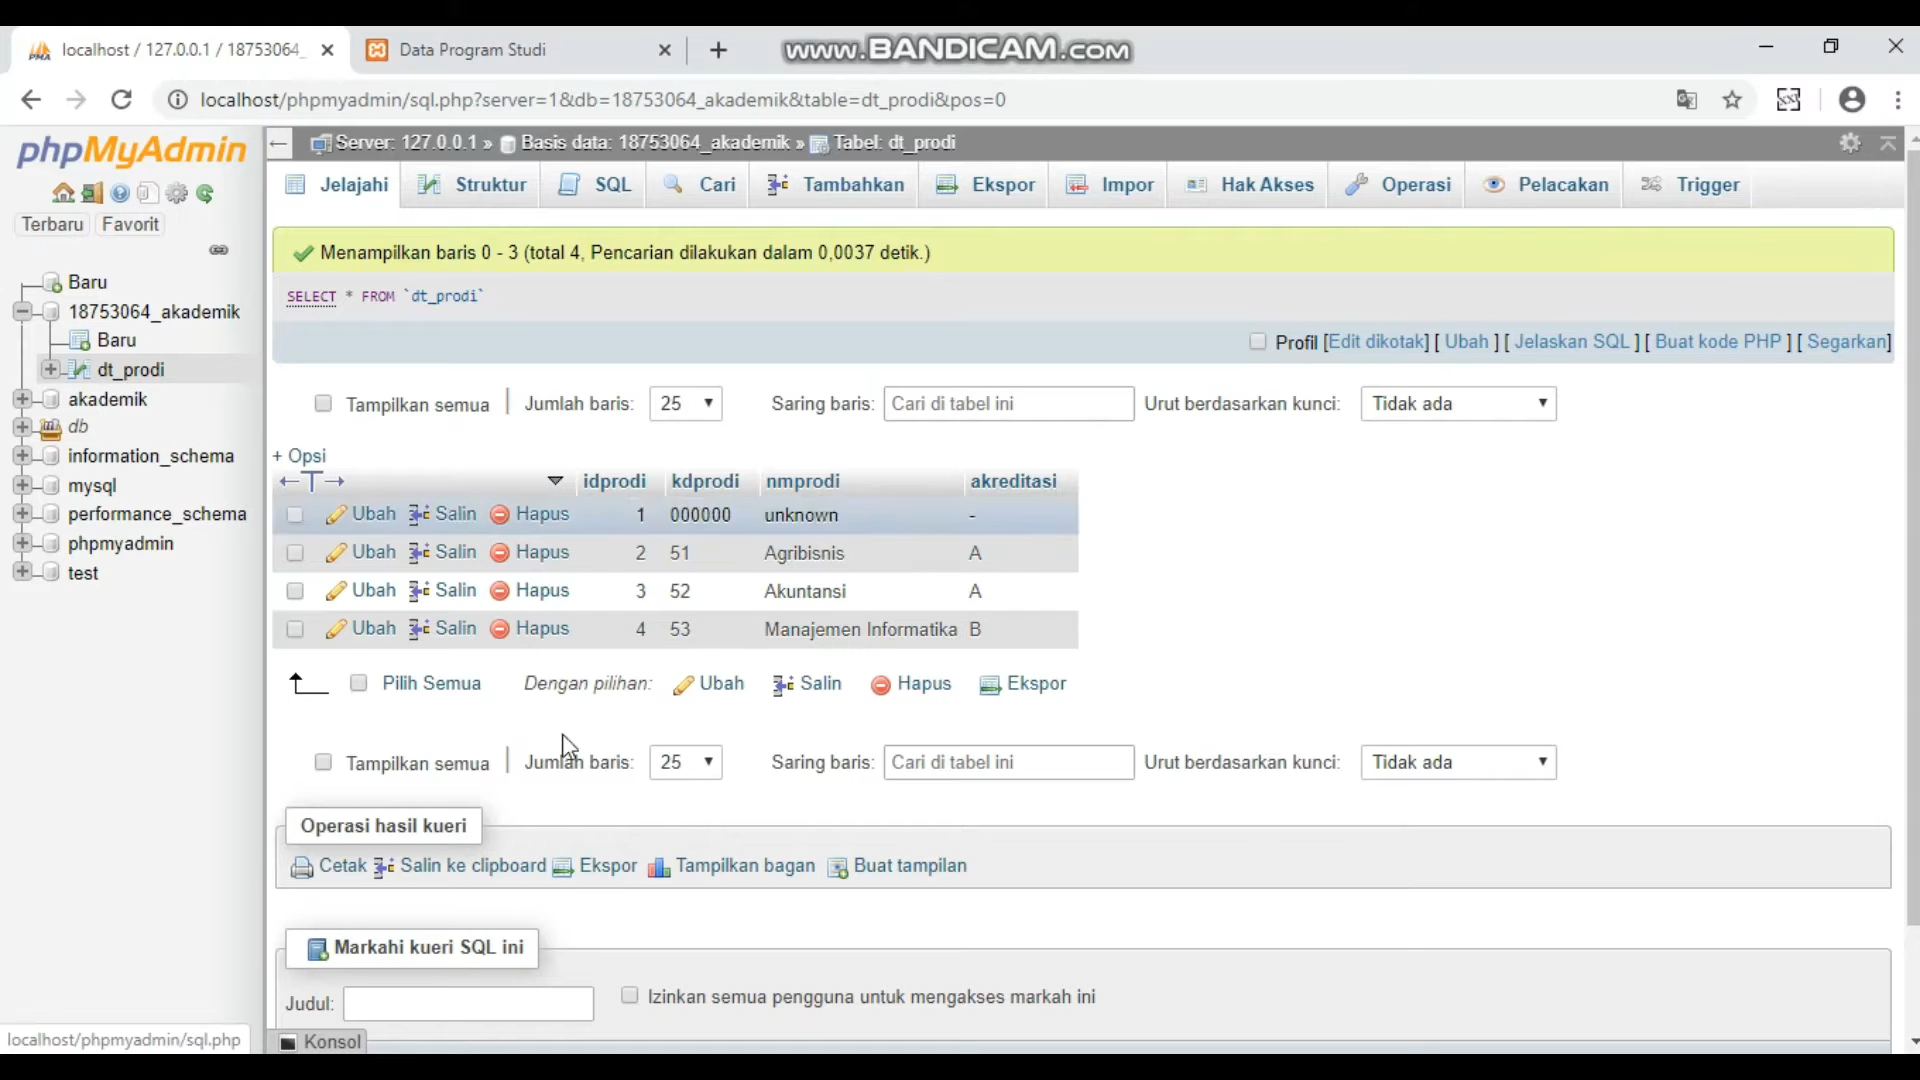 localhost / 127.0.0.1 / 18753064_
Data Program Studi
www.BANDICAM.com
localhost/phpmyadmin/sql.php?server=1&db=18753064_akademik&table=dt_prodi&pos=0
phpMyAdmin
Terbaru Favorit
Baru
18753064_akademik
Baru
dt_prodi
akademik
db
information_schema
mysql
performance_schema
phpmyadmin
test
localhost/phpmyadmin/sql.php
Server: 127.0.0.1 » Basis data: 18753064_akademik » Tabel: dt_prodi
Jelajahi Struktur SQL Cari Tambahkan Ekspor Impor Hak Akses Operasi Pelacakan Trigger
Menampilkan baris 0 - 3 (total 4, Pencarian dilakukan dalam 0,0037 detik.)
SELECT * FROM `dt_prodi`
Profil [Edit dikotak] [ Ubah ] [ Jelaskan SQL ] [ Buat kode PHP ] [ Segarkan]
Tampilkan semua | Jumlah baris: 25 Saring baris: Cari di tabel ini Urut berdasarkan kunci: Tidak ada
+ Opsi
←T→ idprodi kdprodi nmprodi akreditasi
Ubah Salin Hapus 1 000000 unknown -
Ubah Salin Hapus 2 51 Agribisnis A
Ubah Salin Hapus 3 52 Akuntansi A
Ubah Salin Hapus 4 53 Manajemen Informatika B
Pilih Semua Dengan pilihan: Ubah Salin Hapus Ekspor
Tampilkan semua | Jumlah baris: 25 Saring baris: Cari di tabel ini Urut berdasarkan kunci: Tidak ada
Operasi hasil kueri
Cetak Salin ke clipboard Ekspor Tampilkan bagan Buat tampilan
Markahi kueri SQL ini
Judul: Izinkan semua pengguna untuk mengakses markah ini
Konsol